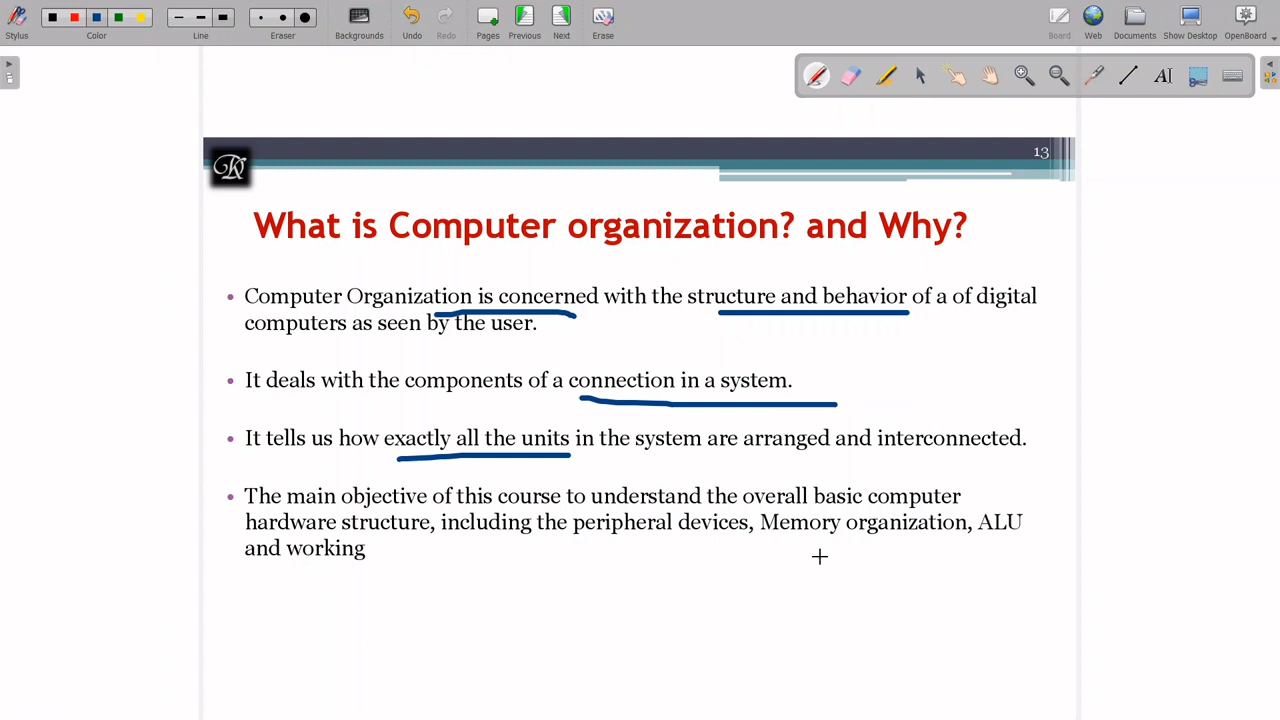 Stylus
Color
Line
Eraser
Backgrounds
Undo
Redo
Pages
Previous
Next
Erase
Board
Web
Documents
Show Desktop
OpenBoard
13
What is Computer organization? and Why?
• Computer Organization is concerned with the structure and behavior of a of digital
computers as seen by the user.
• It deals with the components of a connection in a system.
• It tells us how exactly all the units in the system are arranged and interconnected.
• The main objective of this course to understand the overall basic computer
hardware structure, including the peripheral devices, Memory organization, ALU
and working